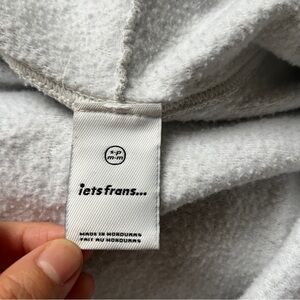 s-p
m-m
iets frans...
MADE IN HONDURAS
FAIT AU HONDURAS